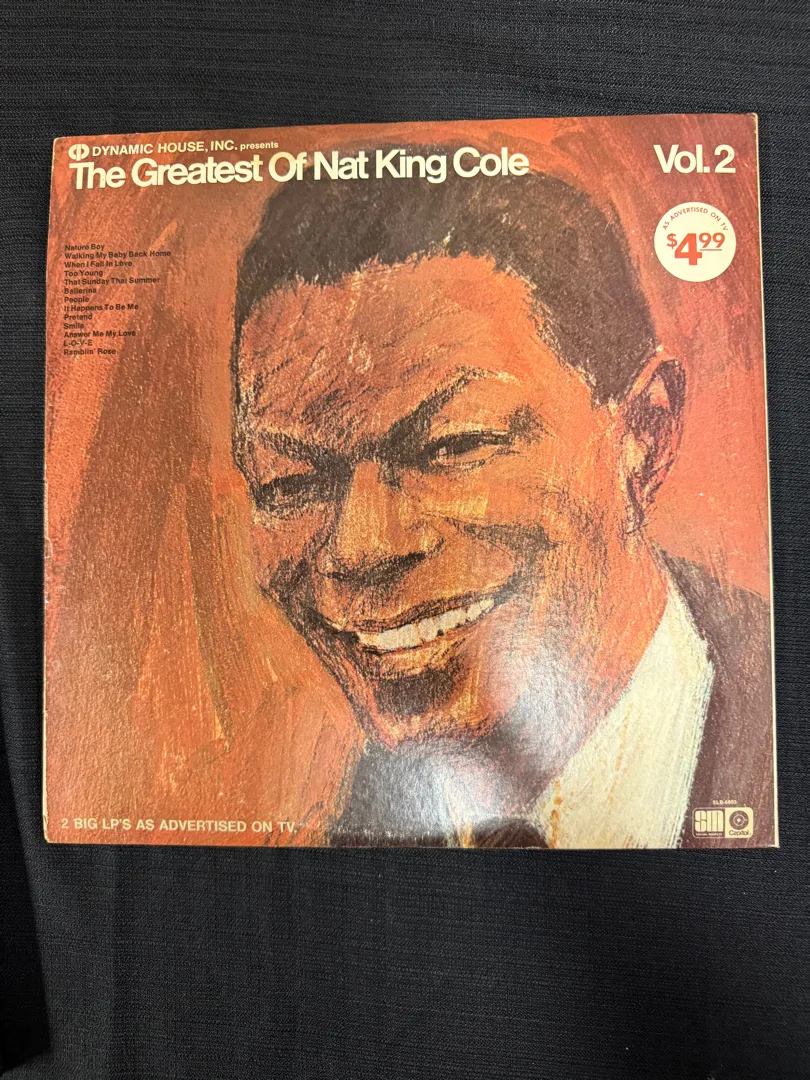 DYNAMIC HOUSE, INC. presents
The Greatest Of Nat King Cole
Vol. 2
AS ADVERTISED ON TV
$4.99
Nature Boy
Walking My Baby Back Home
When I Fall In Love
Too Young
That Sunday That Summer
Ballerina
People
It Happens To Be Me
Pretend
Smile
Answer Me My Love
L-O-V-E
Ramblin' Rose
2 BIG LP'S AS ADVERTISED ON TV.
SM
Capitol